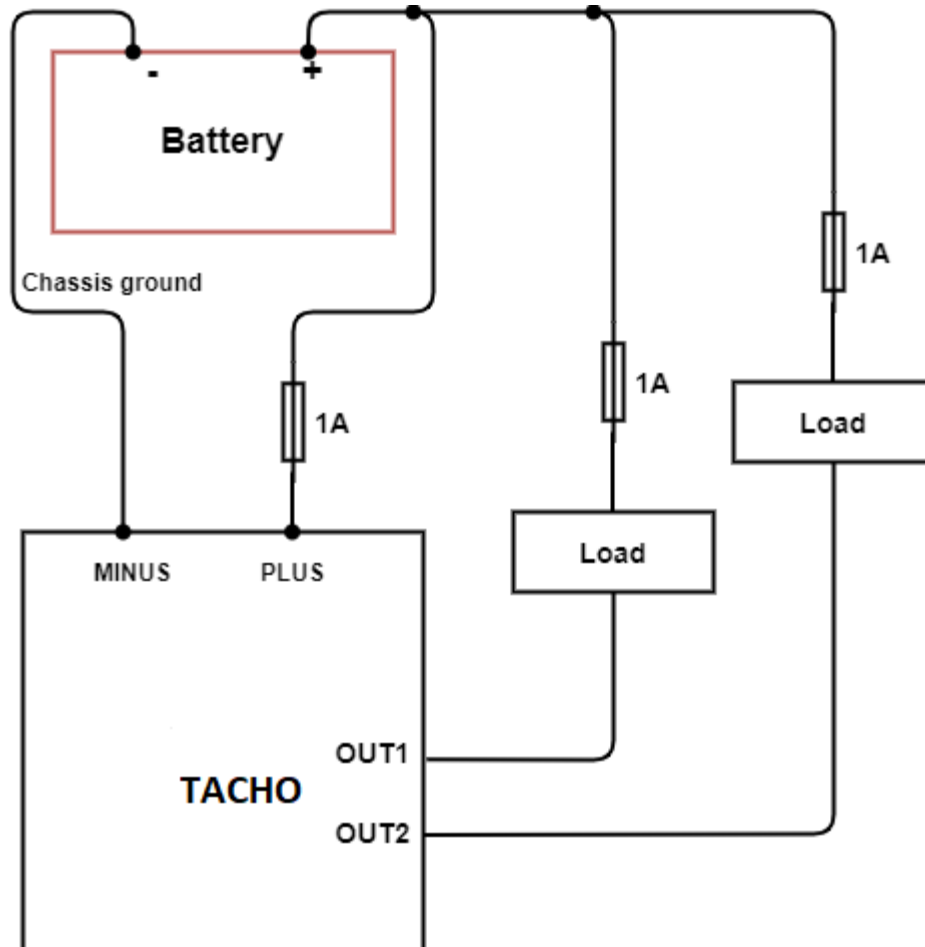 - +
Battery
Chassis ground
1A
1A
1A
Load
Load
MINUS PLUS
OUT1
TACHO
OUT2